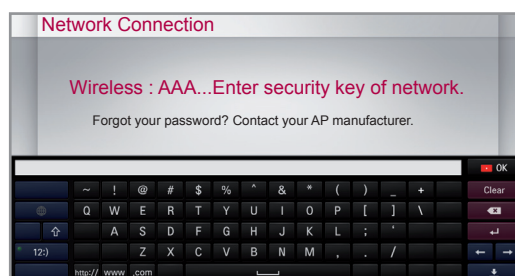 Network Connection
Wireless : AAA...Enter security key of network.
Forgot your password? Contact your AP manufacturer.
OK
~ ! @ # $ % ^ & * ( ) _ + Clear
Q W E R T Y U I O P [ ] \
A S D F G H J K L ; '
12:) Z X C V B N M , . /
http:// www .com